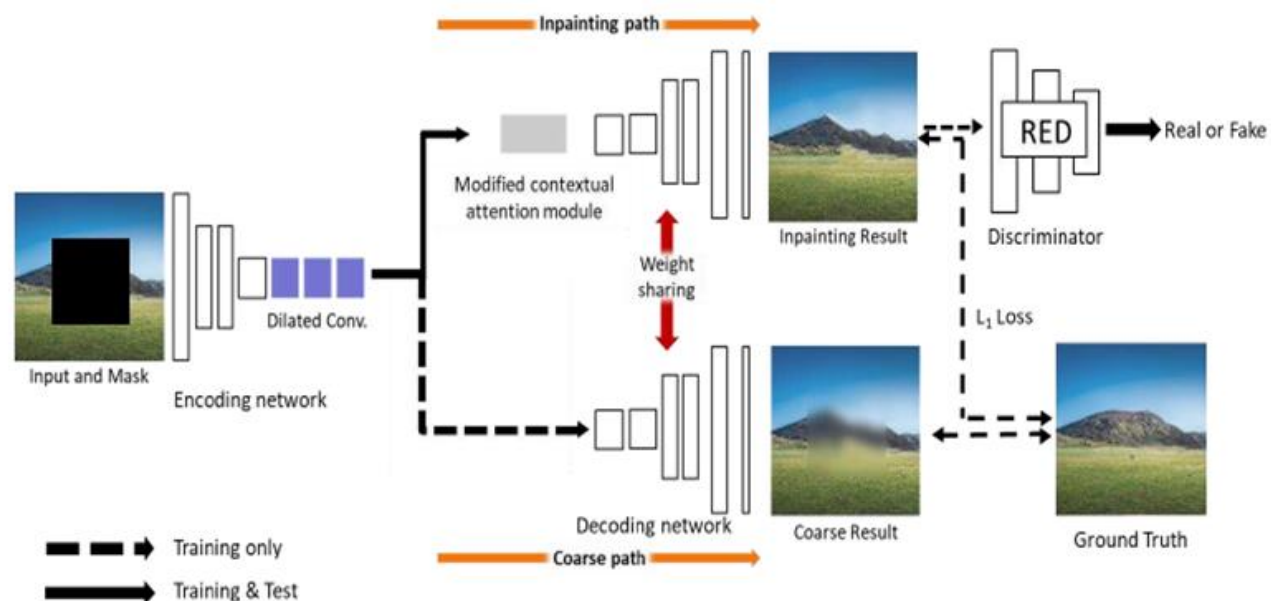 Inpainting path
RED
Real or Fake
Modified contextual
attention module
Inpainting Result
Discriminator
Weight
sharing
Dilated Conv.
L1 Loss
Input and Mask
Encoding network
Decoding network
Coarse Result
Ground Truth
Training only
Coarse path
Training & Test